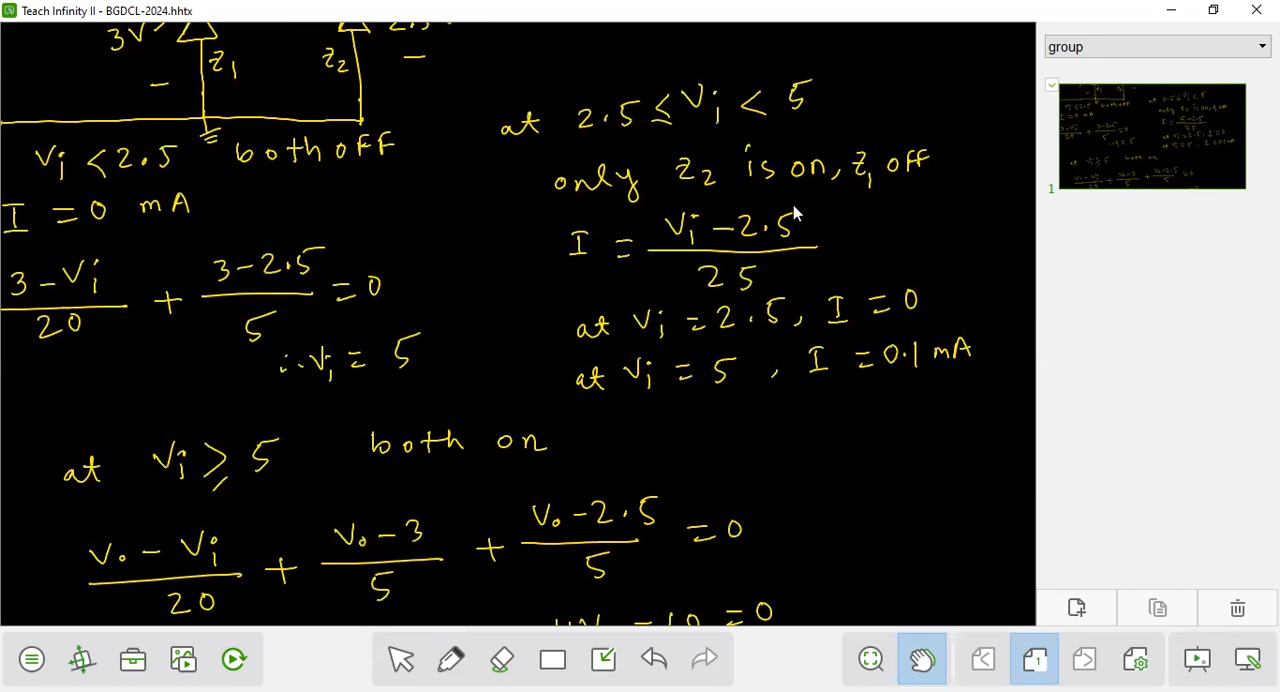 Teach Infinity II - BGDCL-2024.hhtx
group
3V
Z1
Z2
Vi < 2.5 both off
I = 0 mA
(3 - Vi)/20 + (3 - 2.5)/5 = 0
∴ Vi = 5
at 2.5 ≤ Vi < 5
only Z2 is on, Z1 off
I = (Vi - 2.5)/25
at Vi = 2.5, I = 0
at Vi = 5, I = 0.1 mA
at Vi ≥ 5 both on
(Vo - Vi)/20 + (Vo - 3)/5 + (Vo - 2.5)/5 = 0
= 0
1
1